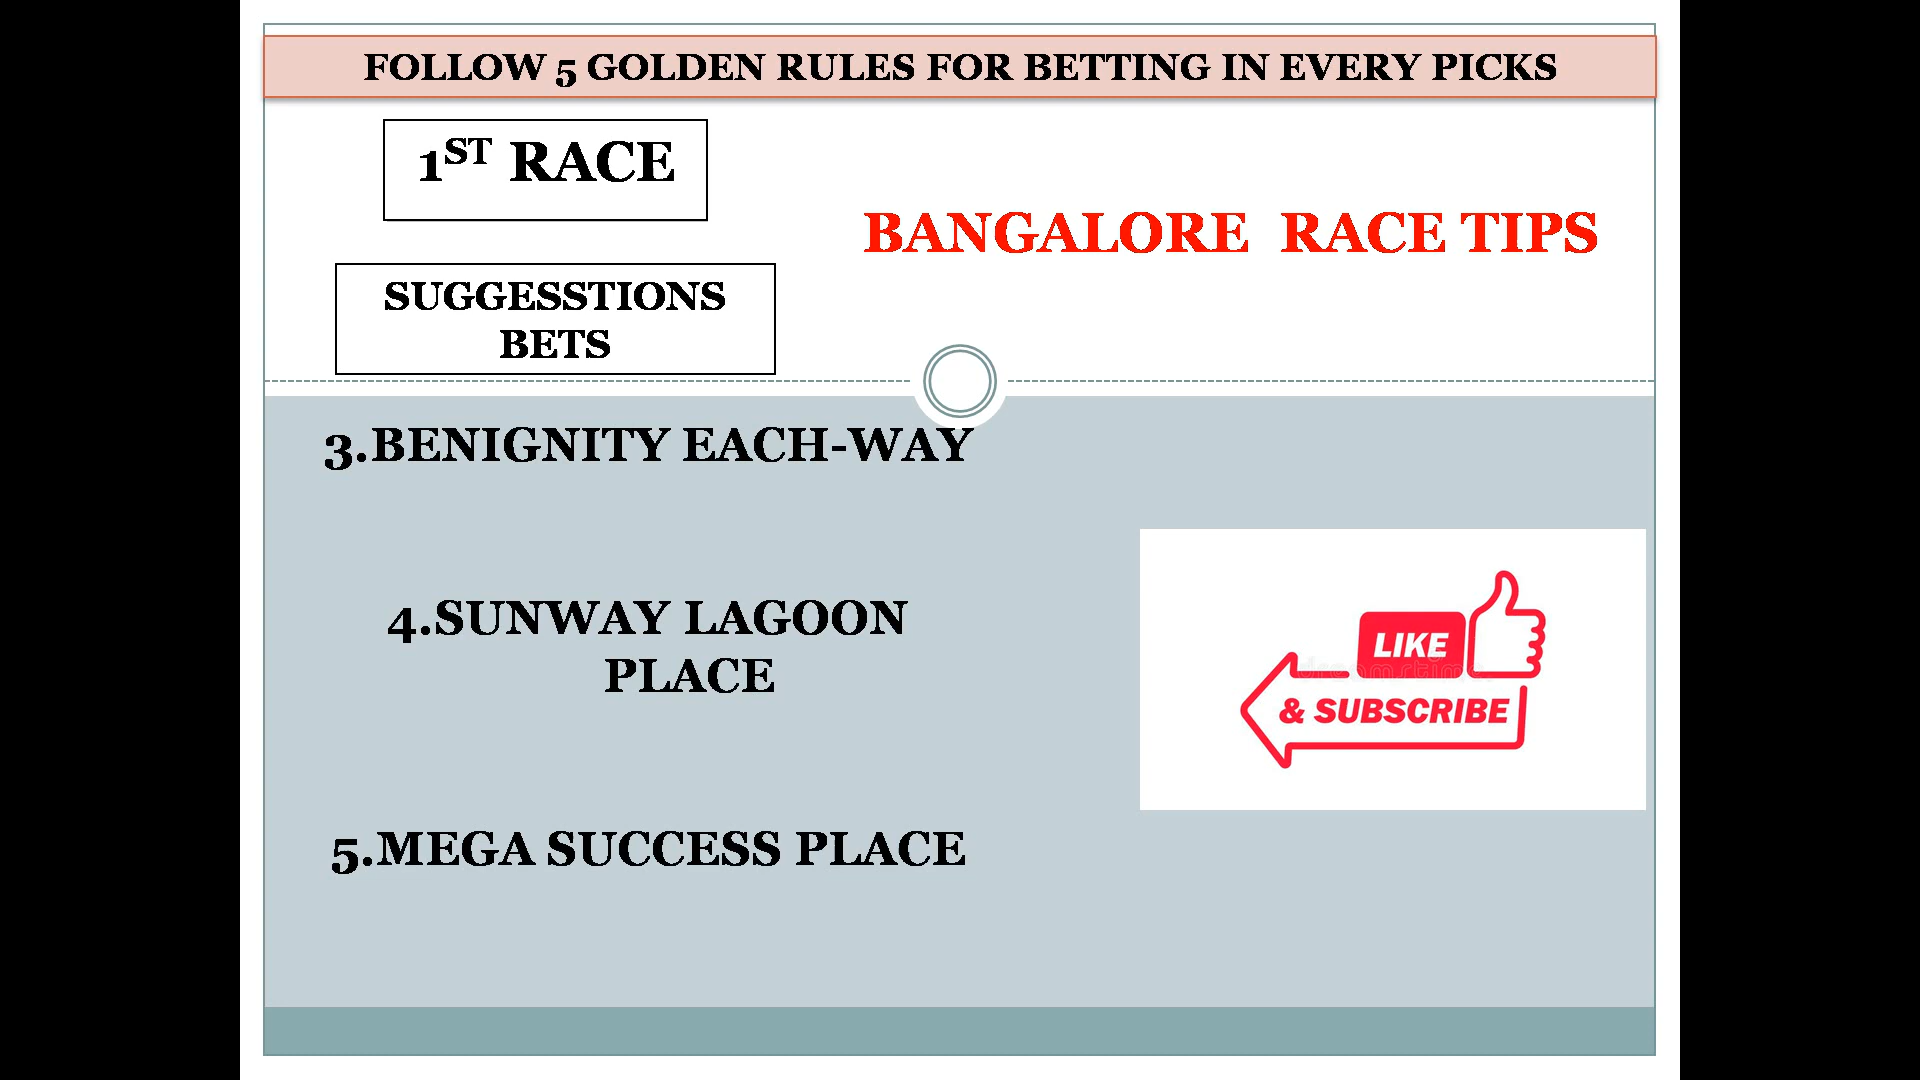 FOLLOW 5 GOLDEN RULES FOR BETTING IN EVERY PICKS
1ST RACE
BANGALORE RACE TIPS
SUGGESSTIONS
BETS
3.BENIGNITY EACH-WAY
4.SUNWAY LAGOON
PLACE
LIKE
& SUBSCRIBE
5.MEGA SUCCESS PLACE